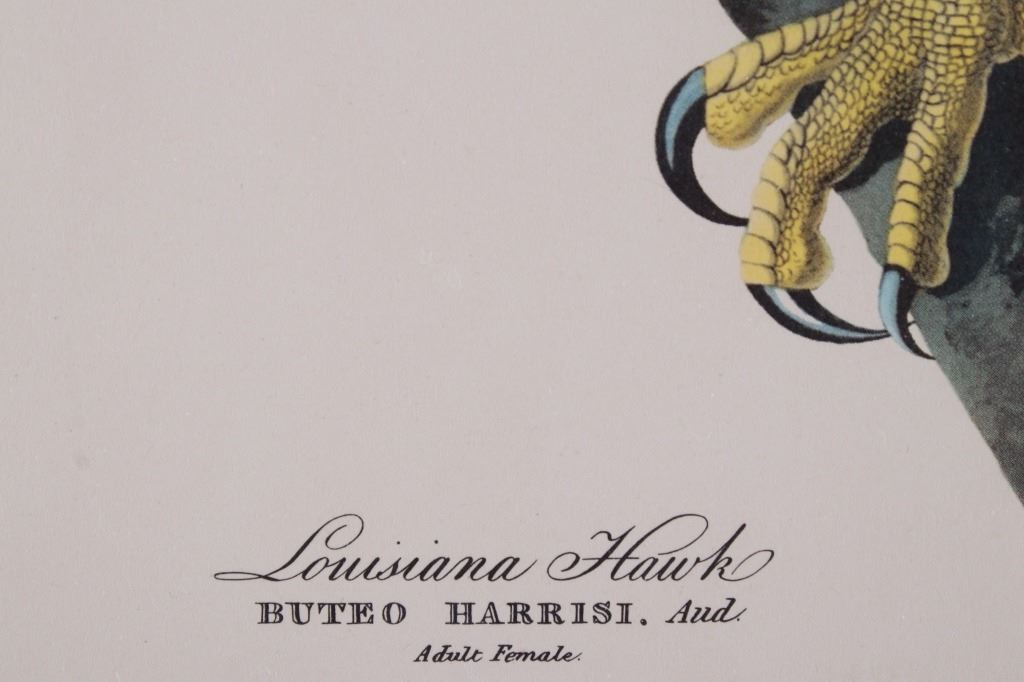 Louisiana Hawk
BUTEO HARRISI. Aud.
Adult Female.